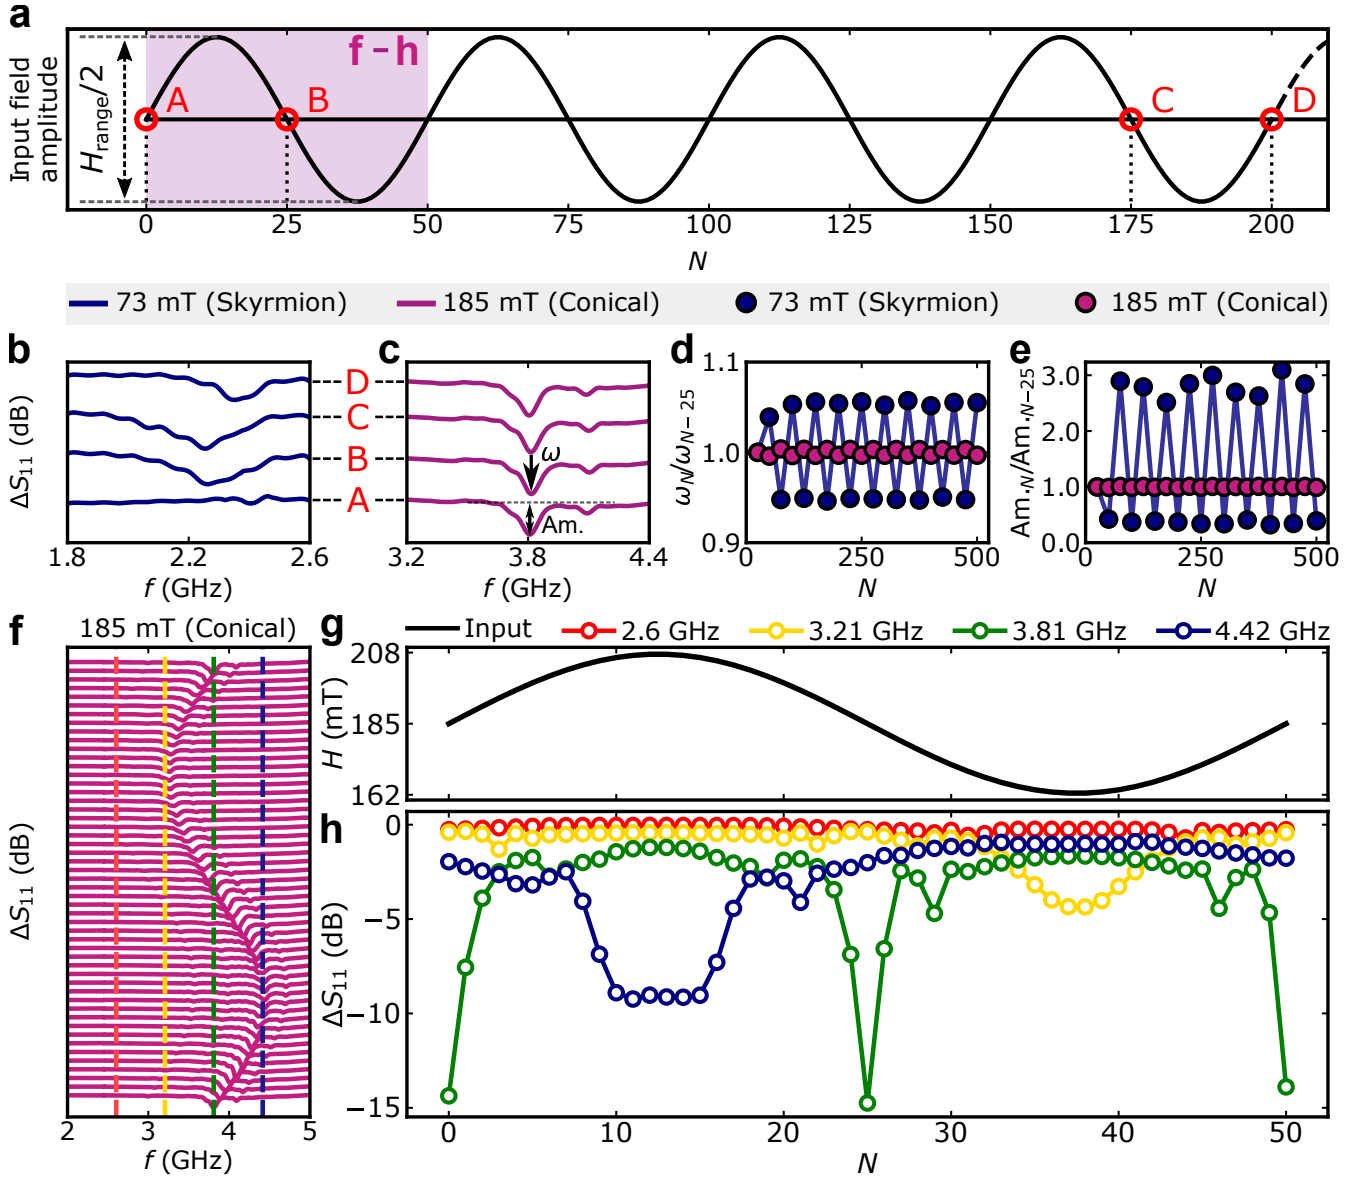 a
Input field
amplitude
H_range/2
f – h
A
B
C
D
0 25 50 75 100 125 150 175 200
N
73 mT (Skyrmion) 185 mT (Conical) 73 mT (Skyrmion) 185 mT (Conical)
b
ΔS₁₁ (dB)
1.8 2.2 2.6
f (GHz)
D
C
B
A
c
ω
Am.
3.2 3.8 4.4
f (GHz)
d
ω_N/ω_{N−25}
1.1
1.0
0.9
0 250 500
N
e
Am._N/Am._{N−25}
3.0
2.0
1.0
0.0
0 250 500
N
f
185 mT (Conical)
ΔS₁₁ (dB)
2 3 4 5
f (GHz)
g
Input 2.6 GHz 3.21 GHz 3.81 GHz 4.42 GHz
H (mT)
208
185
162
h
ΔS₁₁ (dB)
0
−5
−10
−15
0 10 20 30 40 50
N